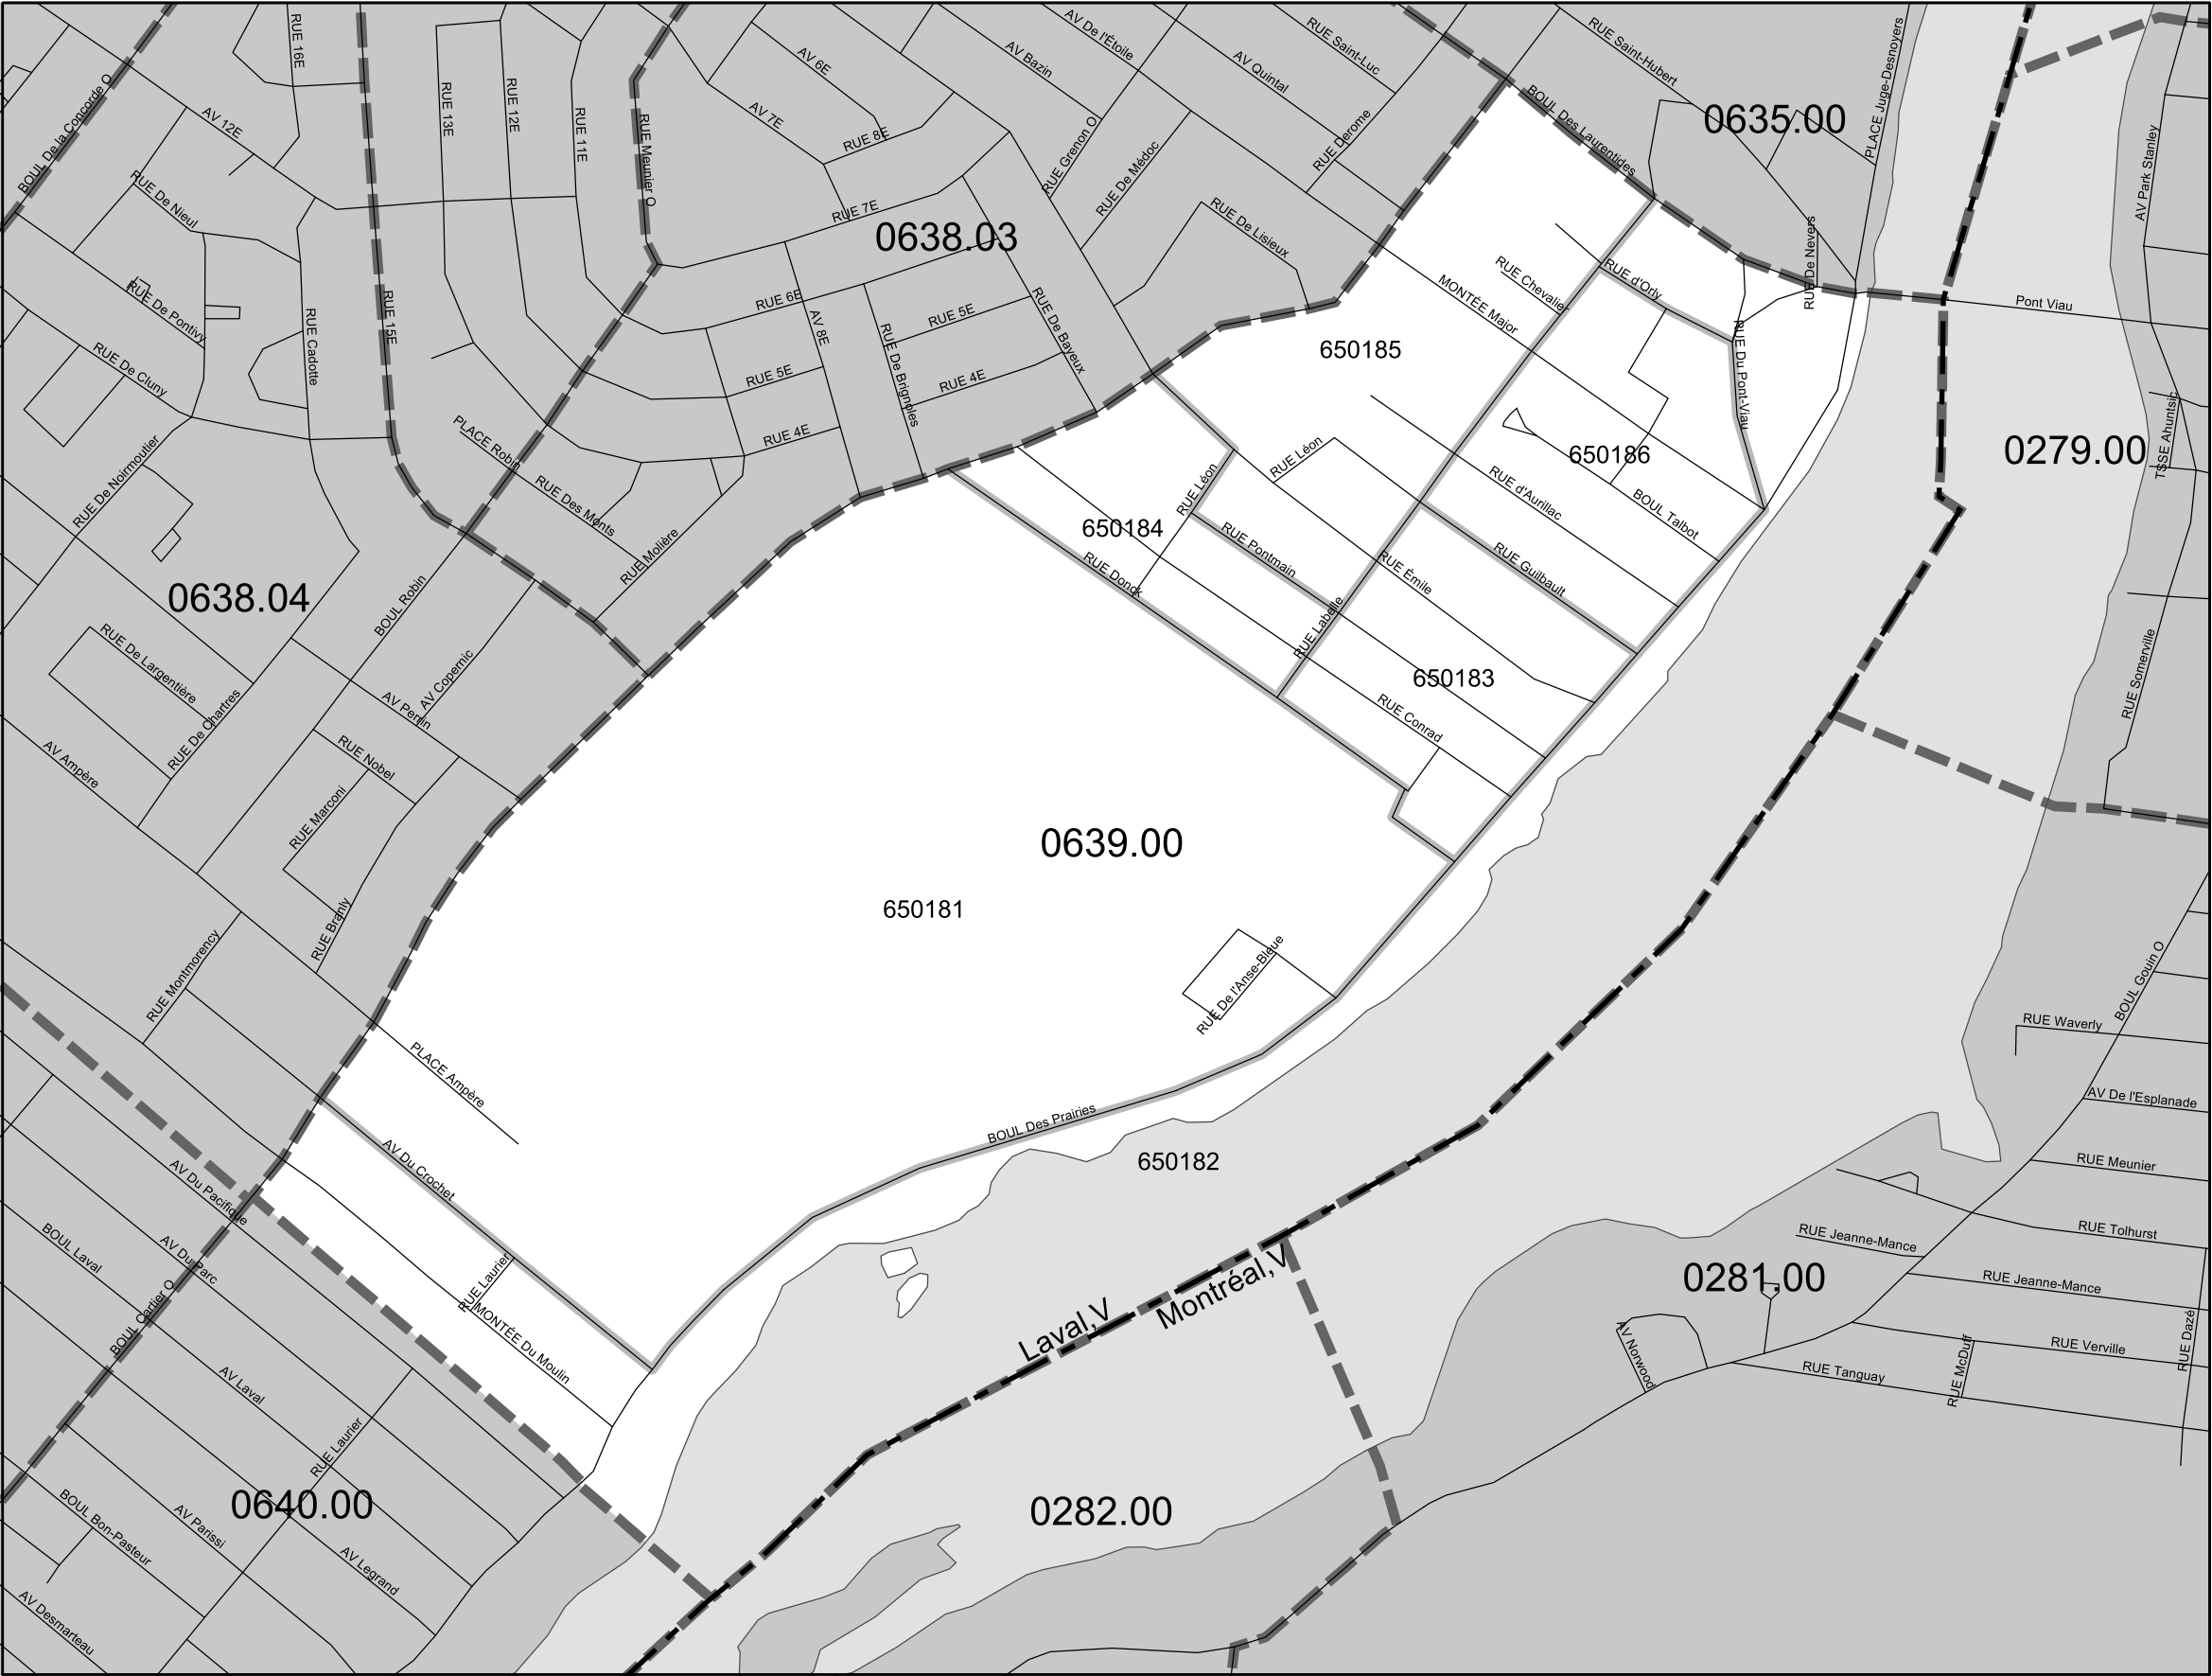 RUE 16E
BOUL De la Concorde O
AV 12E
RUE 13E
RUE 12E
RUE 11E
RUE Meunier O
AV 6E
AV 7E
RUE 8E
AV Bazin
AV De l'Étoile
AV Quintal
RUE Saint-Luc
RUE Derome
RUE Grenon O
RUE De Médoc
BOUL Des Laurentides
RUE Saint-Hubert
0635.00
PLACE Juge-Desnoyers
AV Park Stanley
RUE De Nieul
RUE 7E
0638.03
RUE De Lisieux
RUE De Nevers
RUE De Pontivy
RUE 15E
RUE Cadotte
RUE De Cluny
RUE 6E
AV 8E
RUE 5E
RUE De Bayeux
RUE De Brignoles
RUE 5E
RUE 4E
RUE 4E
RUE Chevalier
RUE d'Orly
MONTÉE Major
RUE Du Pont-Viau
Pont Viau
650185
0279.00
TSSE Ahuntsic
RUE De Noirmoutier
PLACE Robin
RUE Des Monts
RUE Molière
RUE Léon
RUE Léon
650186
RUE d'Aurillac
BOUL Talbot
650184
RUE Pontmain
RUE Donck
RUE Émile
RUE Guilbault
RUE Labelle
0638.04
BOUL Robin
AV Copernic
AV Perrin
RUE De Largentière
RUE De Chartres
650183
RUE Conrad
RUE Somerville
AV Ampère
RUE Nobel
RUE Marconi
RUE Branly
RUE Montmorency
0639.00
650181
RUE De l'Anse-Bleue
BOUL Gouin O
RUE Waverly
PLACE Ampère
AV De l'Esplanade
BOUL Des Prairies
650182
AV Du Crochet
RUE Meunier
AV Du Pacifique
AV Du Parc
BOUL Laval
BOUL Cartier O
RUE Laurier
MONTÉE Du Moulin
RUE Tolhurst
RUE Jeanne-Mance
0281.00
RUE Jeanne-Mance
Laval,V
Montréal,V
AV Norwood
RUE McDuff
RUE Verville
RUE Dazé
RUE Tanguay
AV Laval
RUE Laurier
0640.00
0282.00
BOUL Bon-Pasteur
AV Parissi
AV Legrand
AV Desmarteau